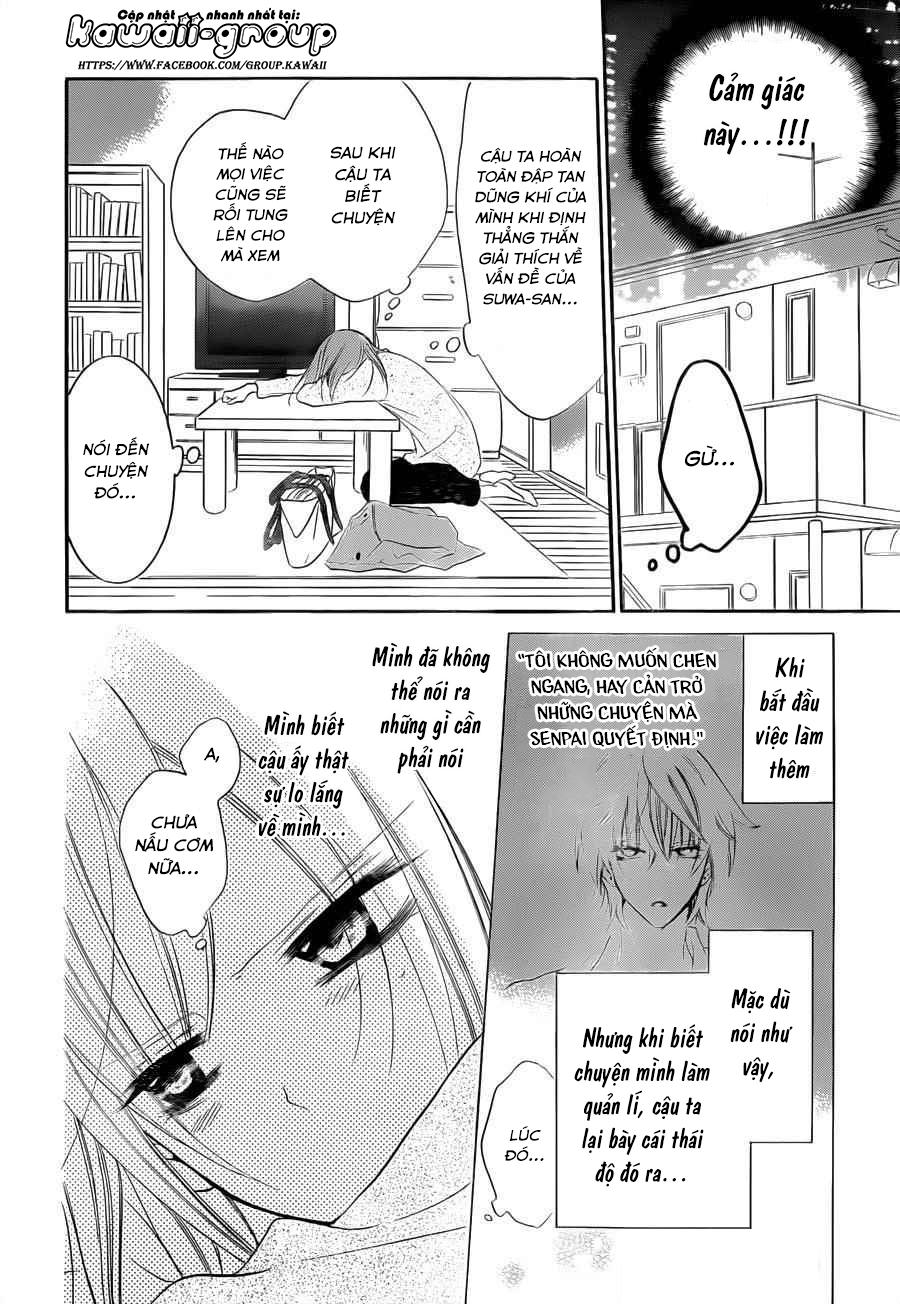 Cập nhật nhanh nhất tại:
kawaii-group
HTTPS://WWW.FACEBOOK.COM/GROUP.KAWAII
Cảm giác
này...!!!
GỪ...
CẬU TA HOÀN
TOÀN ĐẬP TAN
DŨNG KHÍ CỦA
MÌNH KHI ĐỊNH
THẲNG THẮN
GIẢI THÍCH VỀ
VẤN ĐỀ CỦA
SUWA-SAN...
SAU KHI
CẬU TA
BIẾT
CHUYỆN
THẾ NÀO
MỌI VIỆC
CŨNG SẼ
RỐI TUNG
LÊN CHO
MÀ XEM
NÓI ĐẾN
CHUYỆN
ĐÓ...
Khi
bắt đầu
việc làm
thêm
"TÔI KHÔNG MUỐN CHEN
NGANG, HAY CẢN TRỞ
NHỮNG CHUYỆN MÀ
SENPAI QUYẾT ĐỊNH."
Mặc dù
nói như
vậy,
Nhưng khi biết
chuyện mình làm
quản lí, cậu ta
lại bày cái thái
độ đó ra...
LÚC
ĐÓ...
Mình đã không
thể nói ra
những gì cần
phải nói
Mình biết
cậu ấy thật
sự lo lắng
về mình...
A,
CHƯA
NẤU CƠM
NỮA...